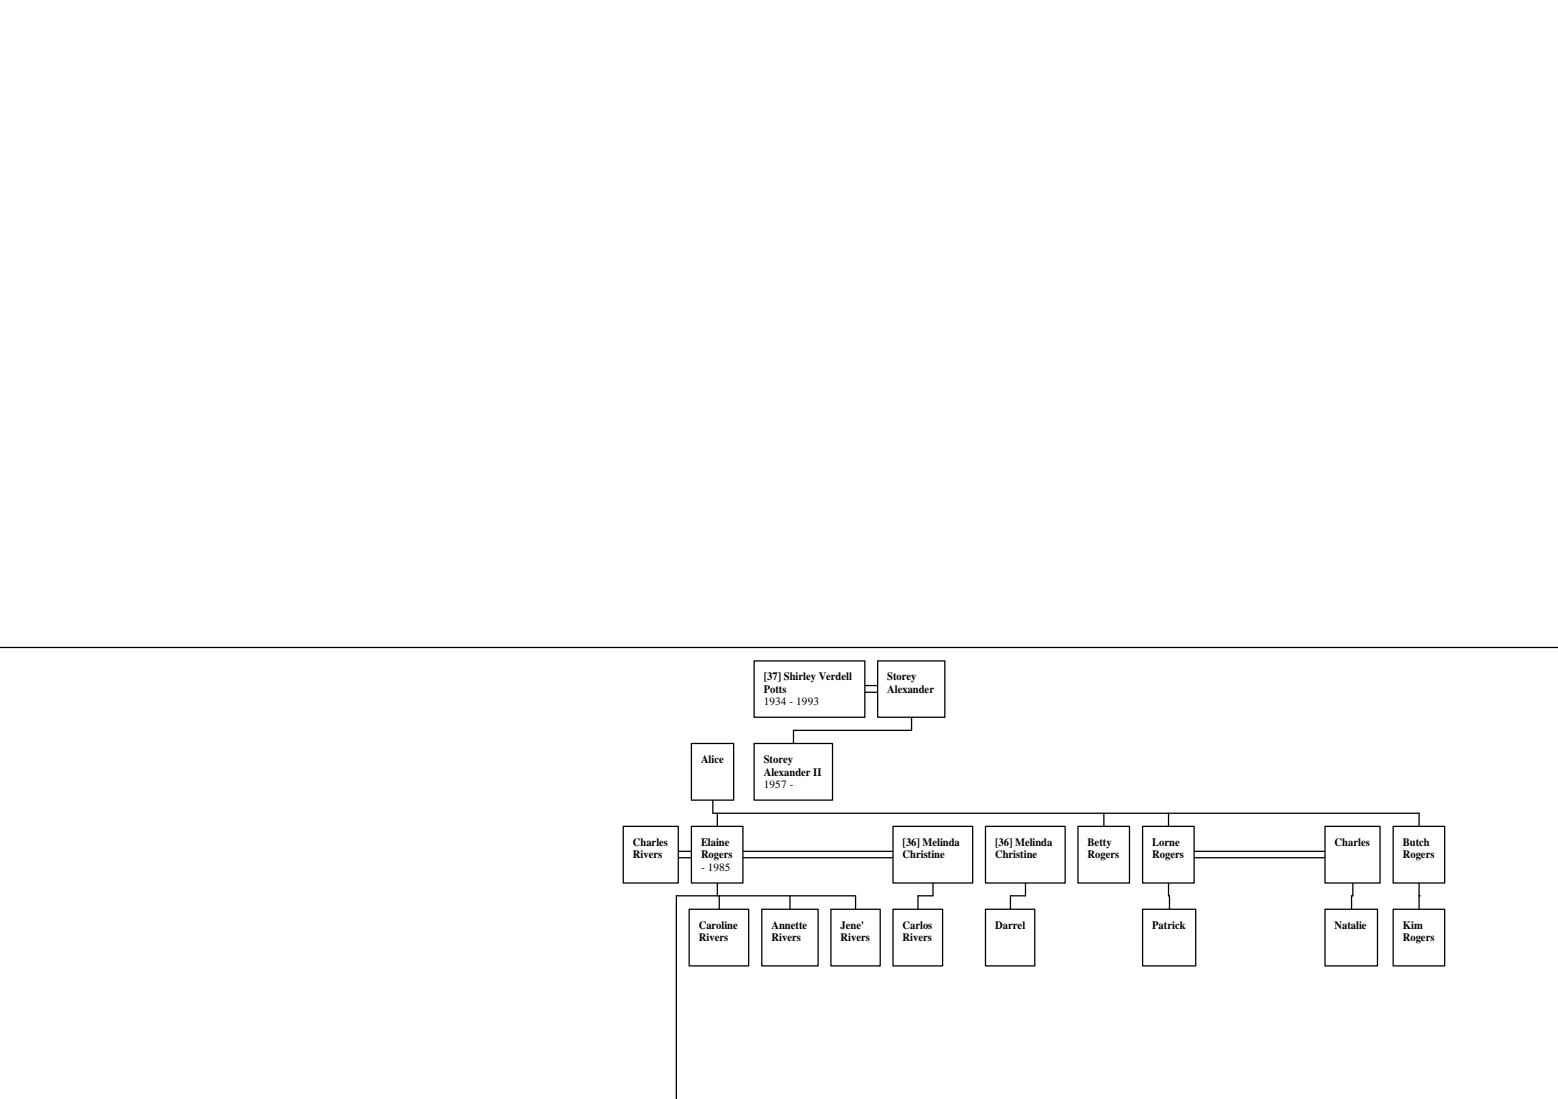 [37] Shirley Verdell
Potts
1934 - 1993
Storey
Alexander
Alice
Storey
Alexander II
1957 -
Charles
Rivers
Elaine
Rogers
- 1985
[36] Melinda
Christine
[36] Melinda
Christine
Betty
Rogers
Lorne
Rogers
Charles
Butch
Rogers
Caroline
Rivers
Annette
Rivers
Jene'
Rivers
Carlos
Rivers
Darrel
Patrick
Natalie
Kim
Rogers